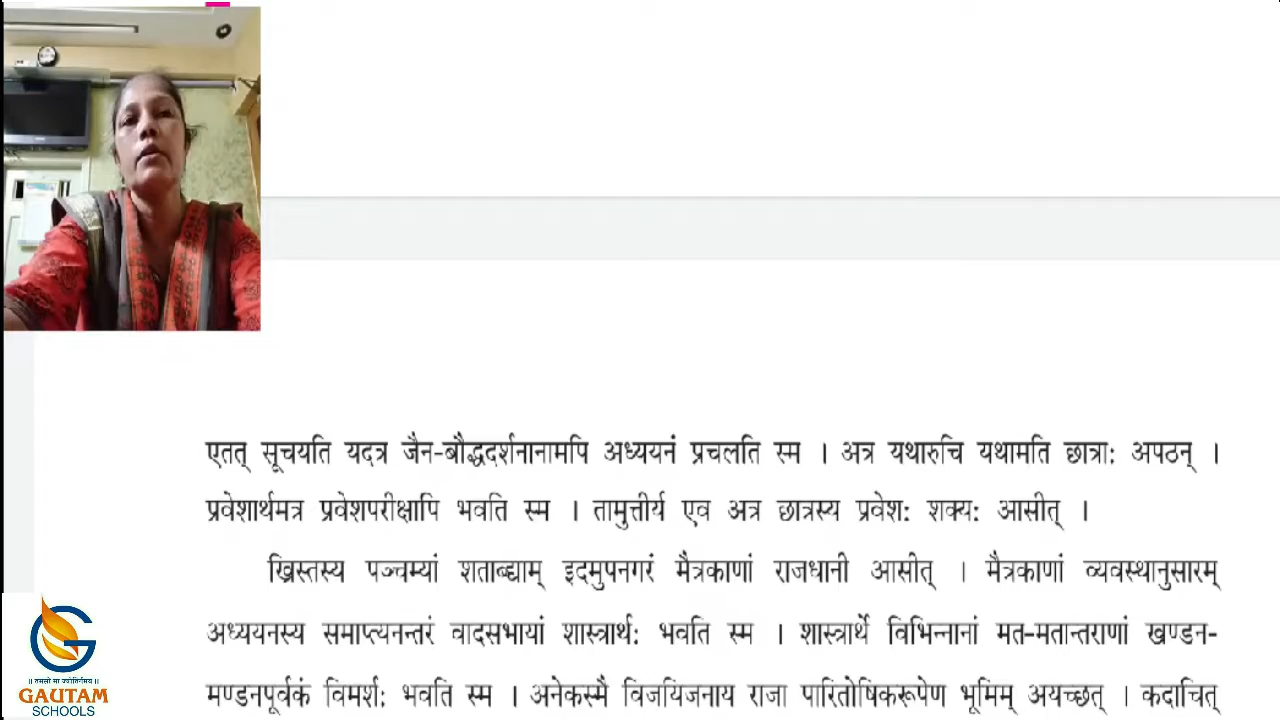 एतत् सूचयति यदत्र जैन-बौद्धदर्शनानामपि अध्ययनं प्रचलति स्म । अत्र यथारुचि यथामति छात्राः अपठन् ।
प्रवेशार्थमत्र प्रवेशपरीक्षापि भवति स्म । तामुत्तीर्य एव अत्र छात्रस्य प्रवेशः शक्यः आसीत् ।
ख्रिस्तस्य पञ्चम्यां शताब्द्याम् इदमुपनगरं मैत्रकाणां राजधानी आसीत् । मैत्रकाणां व्यवस्थानुसारम्
अध्ययनस्य समाप्त्यनन्तरं वादसभायां शास्त्रार्थः भवति स्म । शास्त्रार्थे विभिन्नानां मत-मतान्तराणां खण्डन-
मण्डनपूर्वकं विमर्शः भवति स्म । अनेकस्मै विजयिजनाय राजा पारितोषिकरूपेण भूमिम् अयच्छत् । कदाचित्
॥ तमसो मा ज्योतिर्गमय ॥
GAUTAM
SCHOOLS